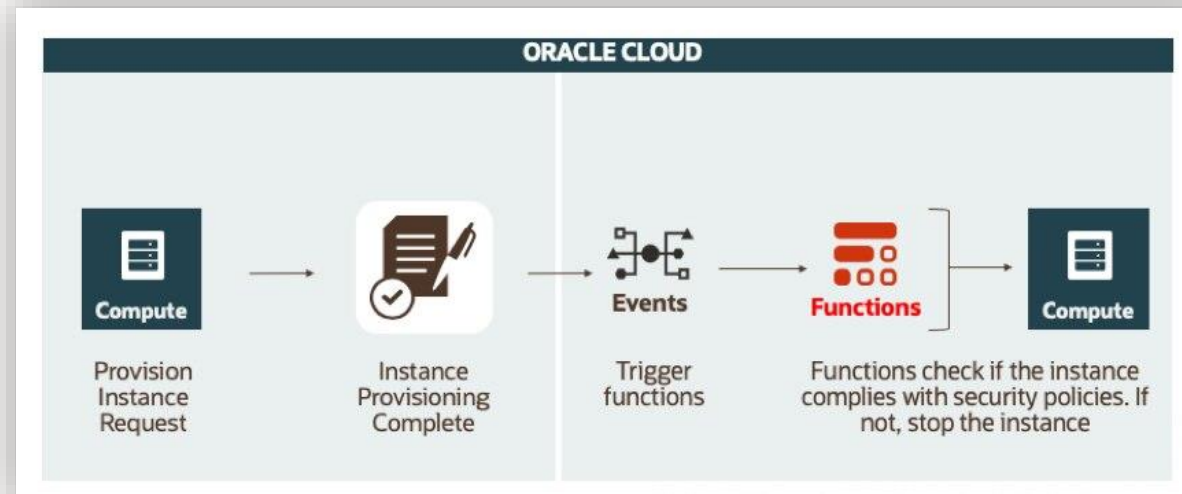 ORACLE CLOUD
Compute
Provision
Instance
Request
Instance
Provisioning
Complete
Events
Trigger
functions
Functions
Compute
Functions check if the instance
complies with security policies. If
not, stop the instance